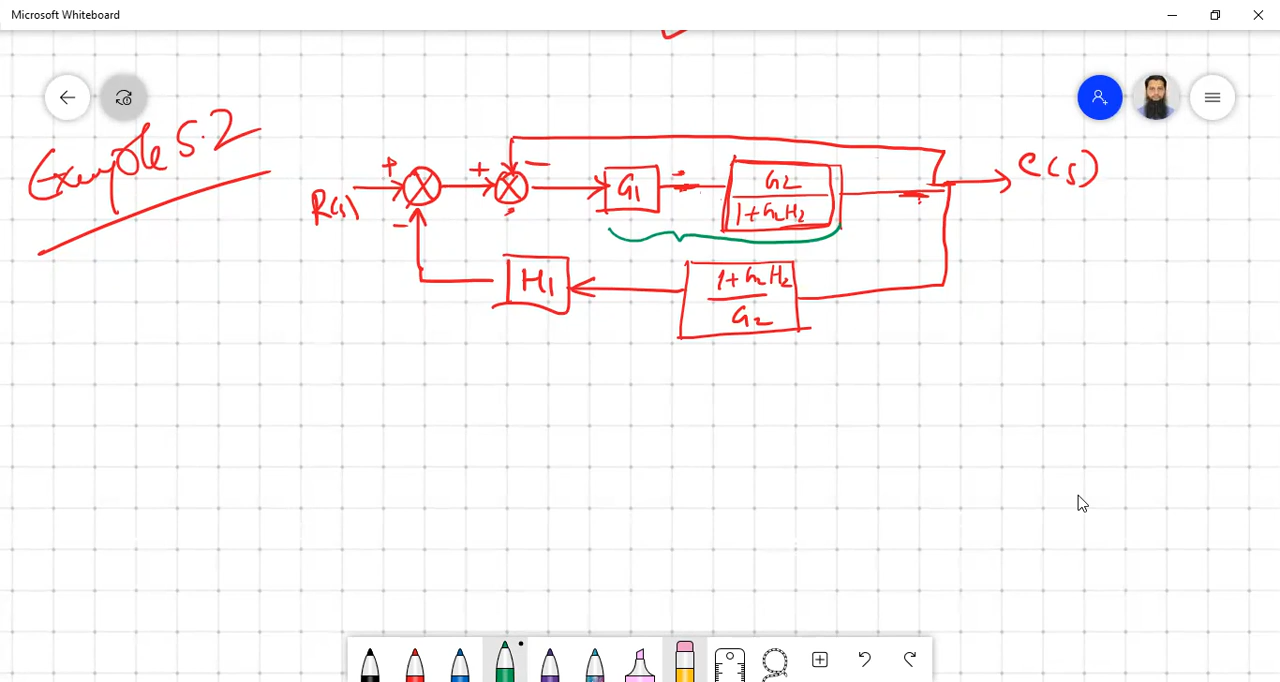 Microsoft Whiteboard
Example 5.2
R(s)
+
-
+
-
G1
G2
1+G2H2
C(s)
H1
1+G2H2
G2